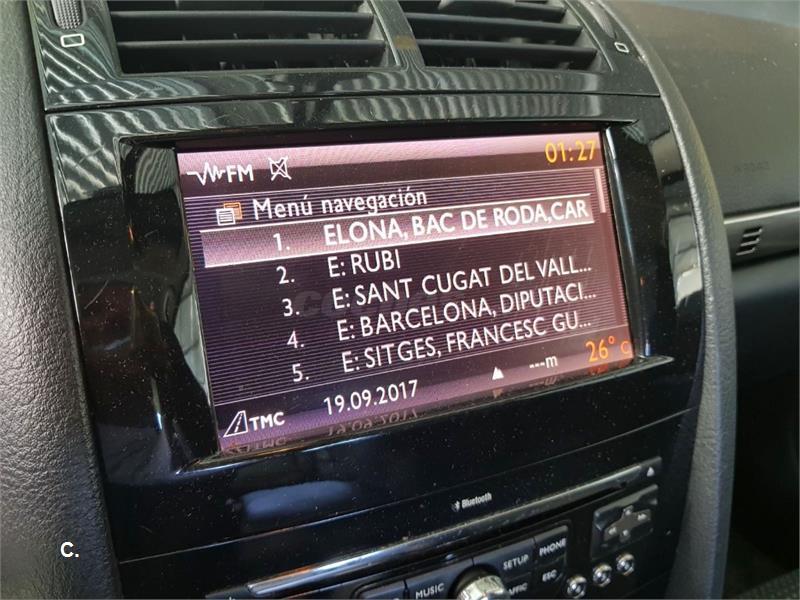 FM 01:27
Menú navegación
1. ELONA, BAC DE RODA,CAR
2. E: RUBI
3. E: SANT CUGAT DEL VALL...
4. E: BARCELONA, DIPUTACI...
5. E: SITGES, FRANCESC GU...
TMC 19.09.2017 ---m 26° C
Bluetooth
MUSIC SETUP PHONE
ESC
C.